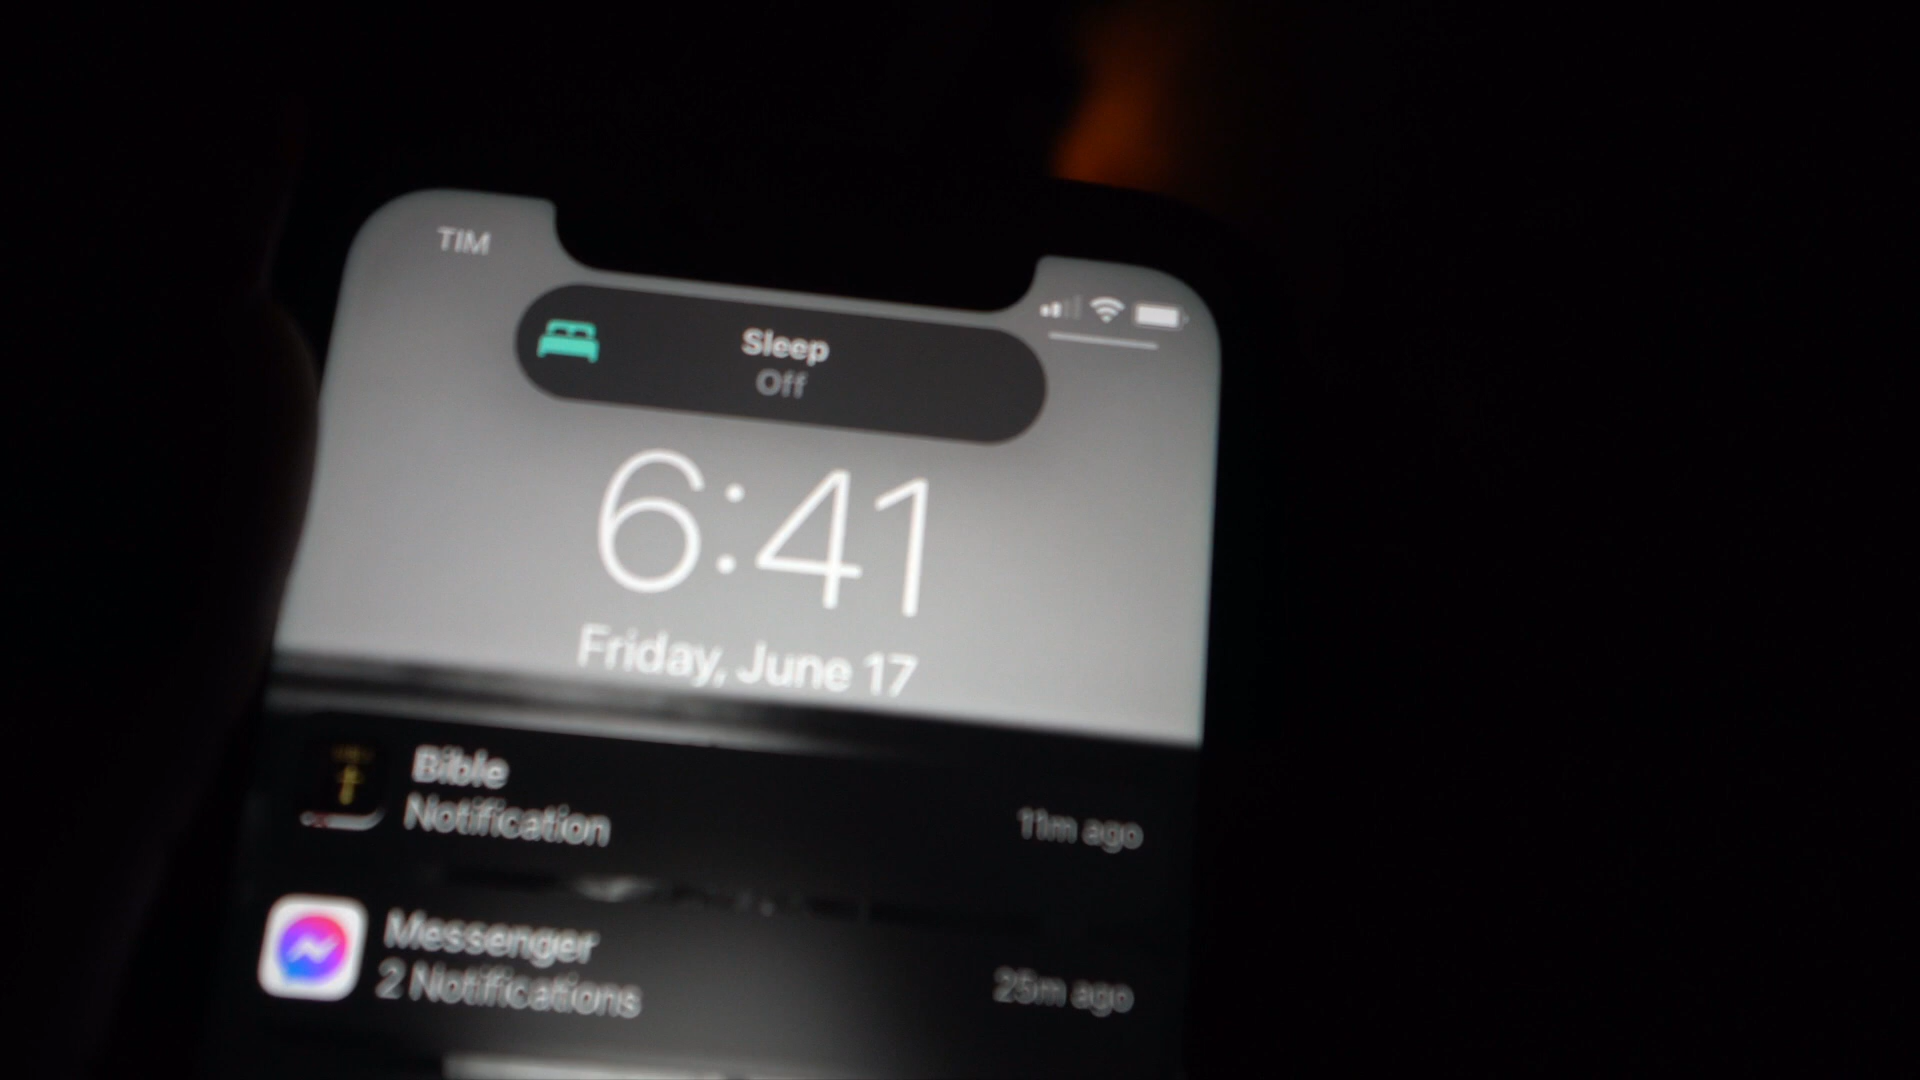 TIM
Sleep
Off
6:41
Friday, June 17
Bible
Notification
11m ago
Messenger
2 Notifications
25m ago